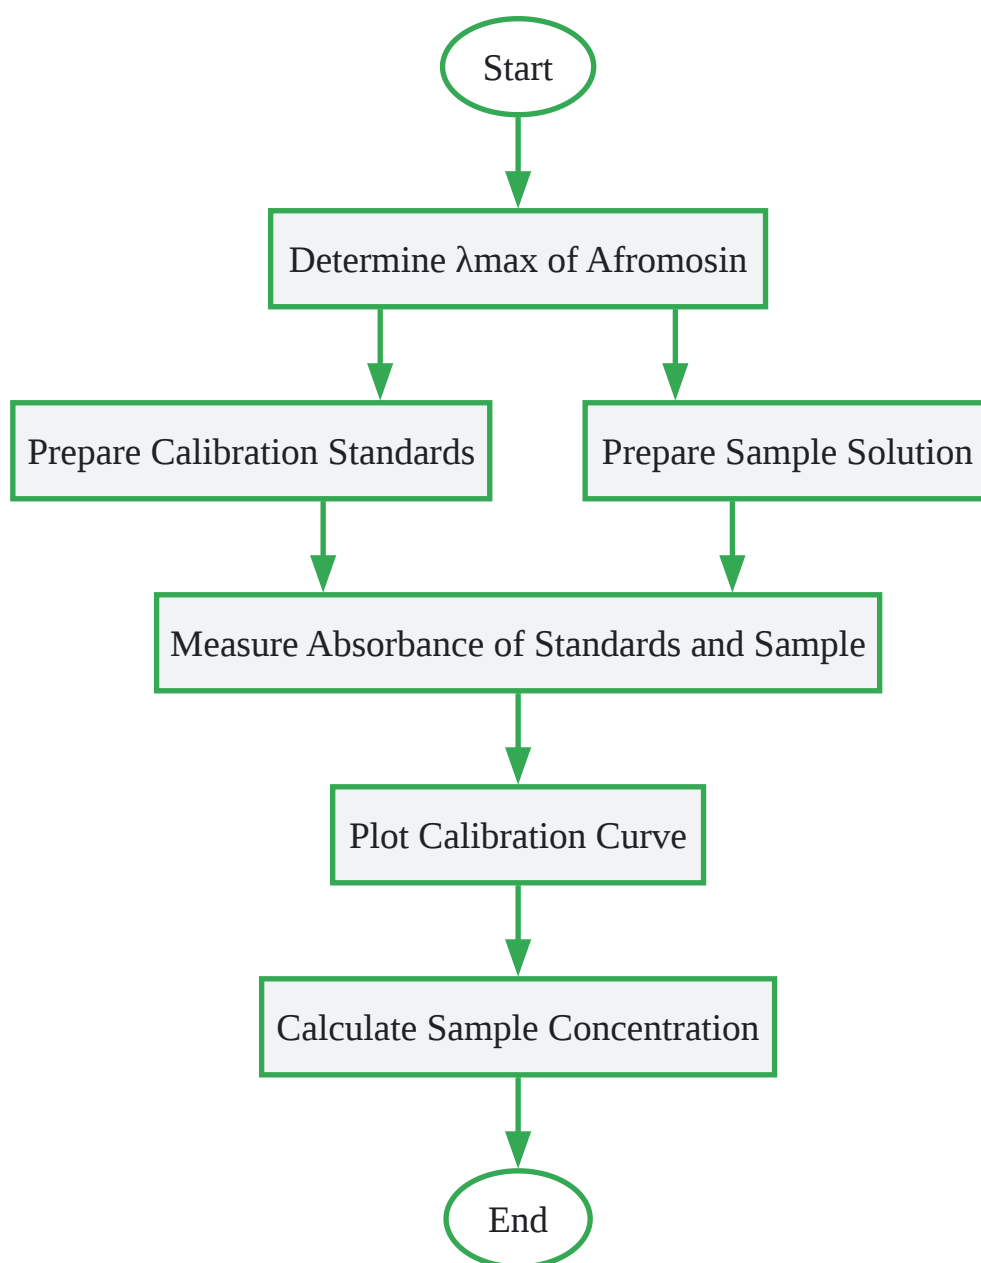 Start
Determine λmax of Afromosin
Prepare Calibration Standards
Prepare Sample Solution
Measure Absorbance of Standards and Sample
Plot Calibration Curve
Calculate Sample Concentration
End